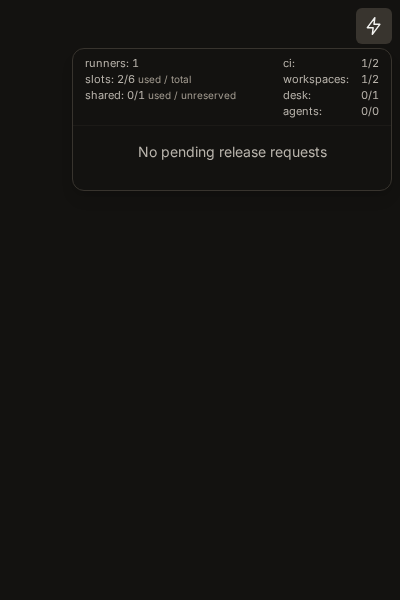 runners: 1
slots: 2/6 used / total
shared: 0/1 used / unreserved
ci: 1/2
workspaces: 1/2
desk: 0/1
agents: 0/0
No pending release requests